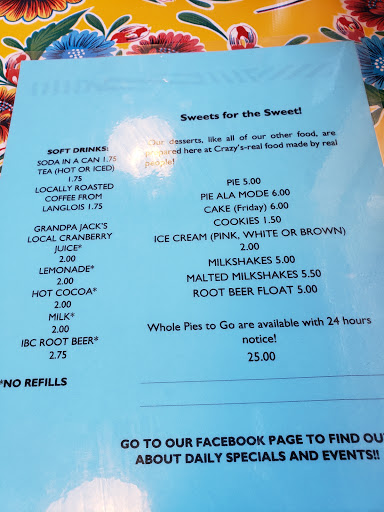 SOFT DRINKS:
SODA IN A CAN 1.75
TEA (HOT OR ICED)
1.75
LOCALLY ROASTED
COFFEE FROM
LANGLOIS 1.75
GRANDPA JACK'S
LOCAL CRANBERRY
JUICE*
2.00
LEMONADE*
2.00
HOT COCOA*
2.00
MILK*
2.00
IBC ROOT BEER*
2.75
*NO REFILLS
Sweets for the Sweet!
Our desserts, like all of our other food, are
prepared here at Crazy's-real food made by real
people!
PIE 5.00
PIE ALA MODE 6.00
CAKE (Friday) 6.00
COOKIES 1.50
ICE CREAM (PINK, WHITE OR BROWN)
2.00
MILKSHAKES 5.00
MALTED MILKSHAKES 5.50
ROOT BEER FLOAT 5.00
Whole Pies to Go are available with 24 hours
notice!
25.00
GO TO OUR FACEBOOK PAGE TO FIND OUT
ABOUT DAILY SPECIALS AND EVENTS!!